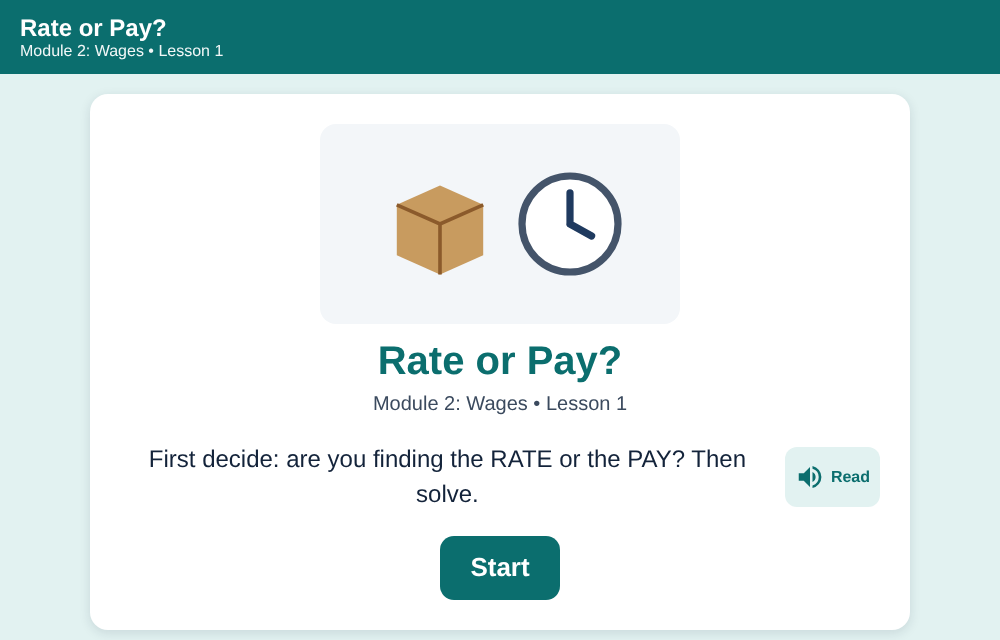 Rate or Pay?
Module 2: Wages • Lesson 1
Rate or Pay?
Module 2: Wages • Lesson 1
First decide: are you finding the RATE or the PAY? Then
solve.
Read
Start